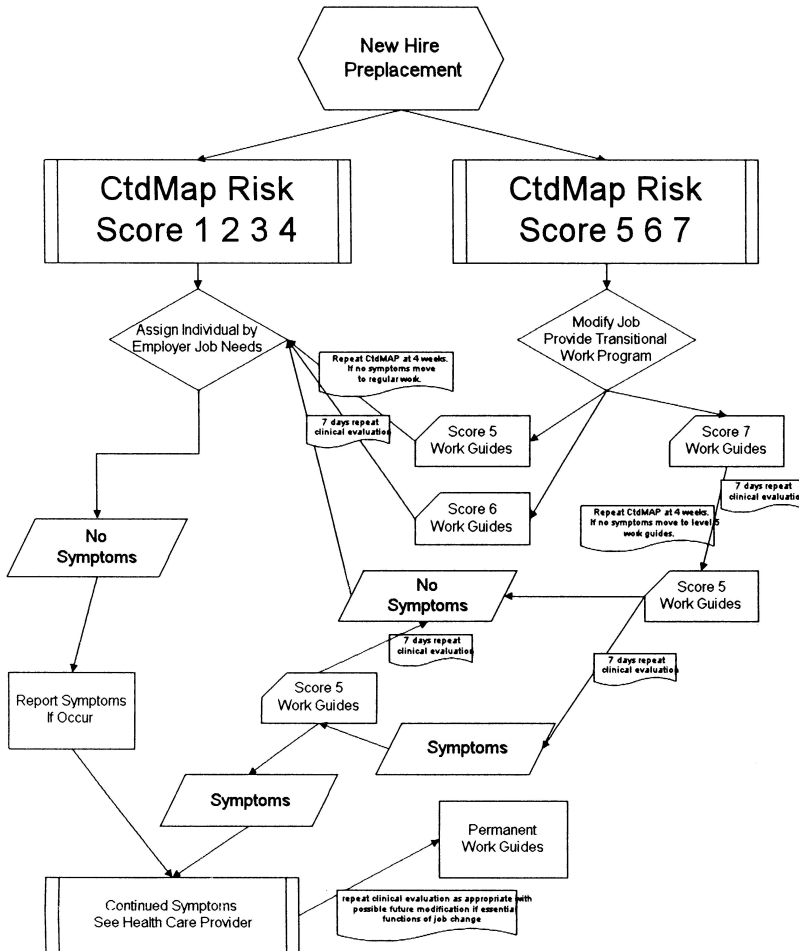 New Hire
Preplacement
CtdMap Risk
Score 1 2 3 4
CtdMap Risk
Score 5 6 7
Assign Individual by
Employer Job Needs
Modify Job
Provide Transitional
Work Program
Repeat CtdMAP at 4 weeks.
If no symptoms move
to regular work.
7 days repeat
clinical evaluation
Score 5
Work Guides
Score 7
Work Guides
7 days repeat
clinical evaluatio
Score 6
Work Guides
Repeat CtdMAP at 4 weeks.
If no symptoms move to level 5
work guides.
No
Symptoms
No
Symptoms
Score 5
Work Guides
7 days repeat
clinical evaluation
7 days repeat
clinical evaluation
Report Symptoms
If Occur
Score 5
Work Guides
Symptoms
Symptoms
Permanent
Work Guides
Continued Symptoms
See Health Care Provider
repeat clinical evaluation as appropriate with
possible future modification if essential
functions of job change